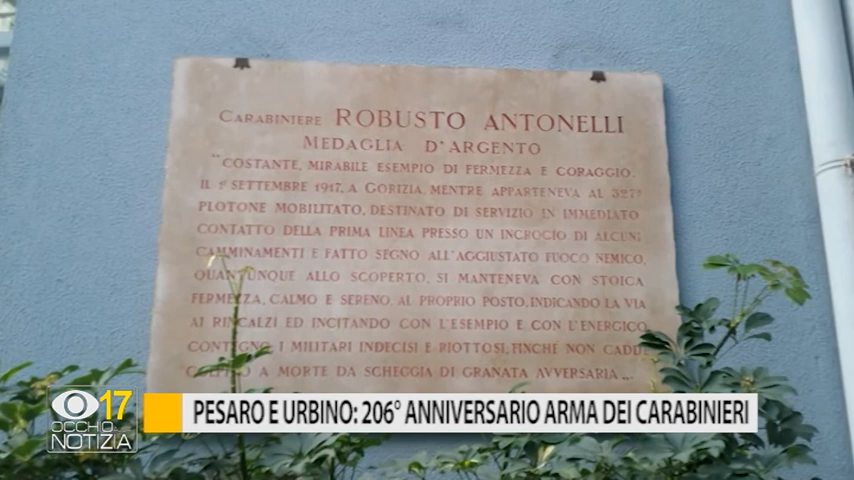 CARABINIERE ROBUSTO ANTONELLI
MEDAGLIA D'ARGENTO
"COSTANTE, MIRABILE ESEMPIO DI FERMEZZA E CORAGGIO.
IL 1º SETTEMBRE 1917, A GORIZIA, MENTRE APPARTENEVA AL 327º
PLOTONE MOBILITATO, DESTINATO DI SERVIZIO IN IMMEDIATO
CONTATTO DELLA PRIMA LINEA PRESSO UN INCROCIO DI ALCUNI
CAMMINAMENTI E FATTO SEGNO ALL'AGGIUSTATO FUOCO NEMICO,
QUANTUNQUE ALLO SCOPERTO, SI MANTENEVA CON STOICA
FERMEZZA, CALMO E SERENO AL PROPRIO POSTO, INDICANDO LA VIA
AI RINCALZI ED INCITANDO CON L'ESEMPIO E CON L'ENERGICO
CONTEGNO I MILITARI INDECISI E RIOTTOSI, FINCHÉ NON CADDE
COLPITO A MORTE DA SCHEGGIA DI GRANATA AVVERSARIA...
17
OCCHIO
NOTIZIA
PESARO E URBINO: 206° ANNIVERSARIO ARMA DEI CARABINIERI